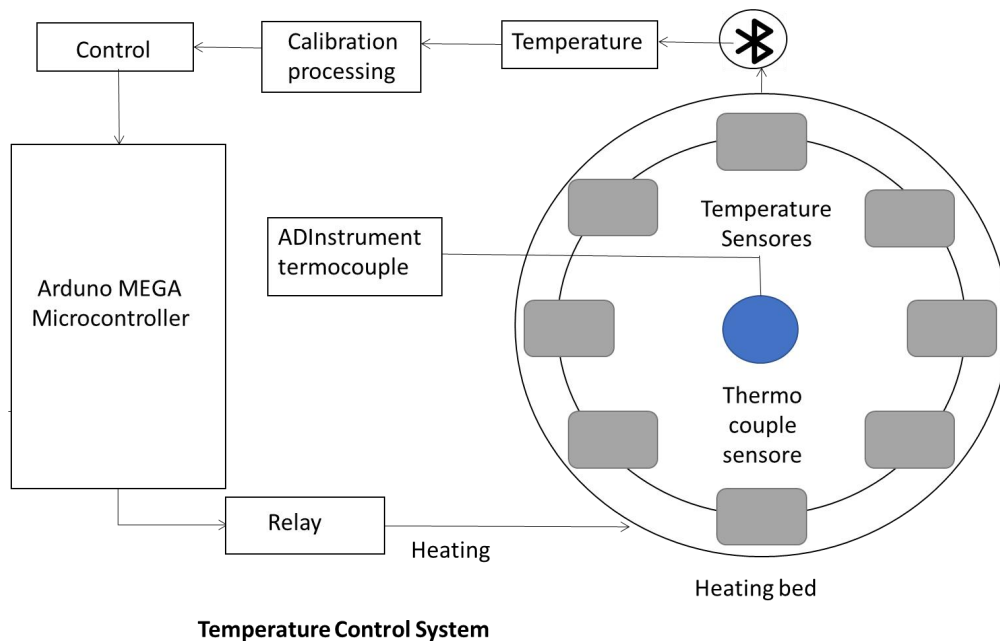 Control
Calibration
processing
Temperature
Arduno MEGA
Microcontroller
ADInstrument
termocouple
Temperature
Sensores
Thermo
couple
sensore
Relay
Heating
Heating bed
Temperature Control System